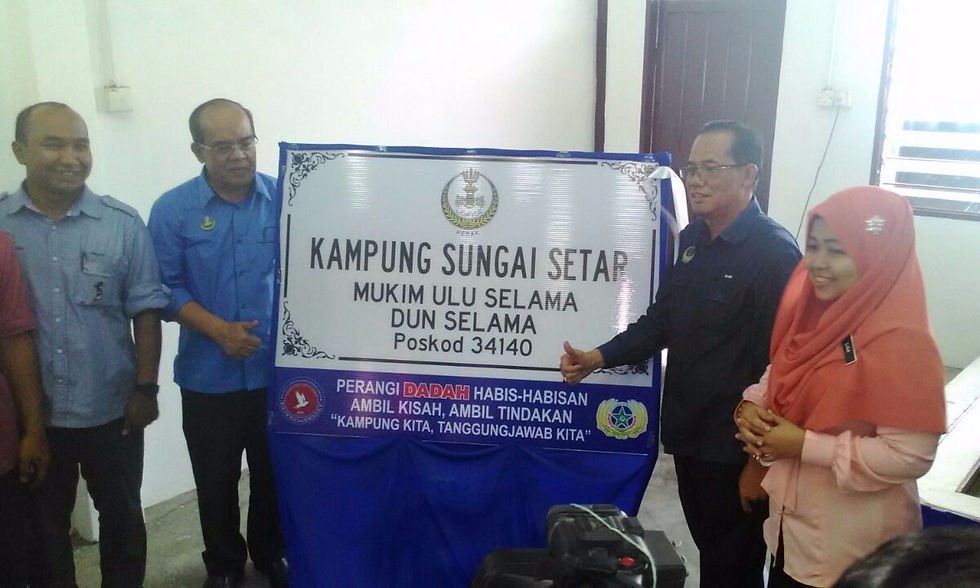 PERAK
KAMPUNG SUNGAI SETAR
MUKIM ULU SELAMA
DUN SELAMA
Poskod 34140
PERANGI DADAH HABIS-HABISAN
AMBIL KISAH, AMBIL TINDAKAN
“KAMPUNG KITA, TANGGUNGJAWAB KITA”